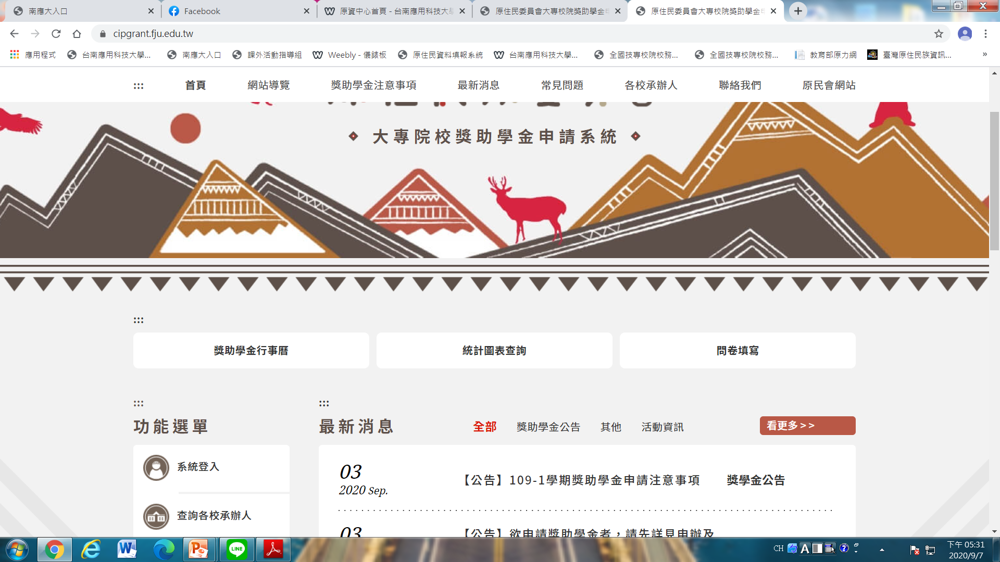 南應大入口
Facebook
原資中心首頁 - 台南應用科技大學
原住民委員會大專校院獎助學金申
原住民委員會大專校院獎助學金申
cipgrant.fju.edu.tw
應用程式
台南應用科技大學...
南應大入口
課外活動指導組
Weebly - 儀錶板
原住民資料填報系統
台南應用科技大學...
全國技專校院校務...
全國技專校院校務...
教育部原力網
臺灣原住民族資訊...
»
:::
首頁
網站導覽
獎助學金注意事項
最新消息
常見問題
各校承辦人
聯絡我們
原民會網站
大專院校獎助學金申請系統
:::
獎助學金行事曆
統計圖表查詢
問卷填寫
:::
功能選單
系統登入
查詢各校承辦人
:::
最新消息
全部
獎助學金公告
其他
活動資訊
看更多 > >
03
2020 Sep.
【公告】109-1學期獎助學金申請注意事項
獎學金公告
03
【公告】欲申請獎助學金者，請先詳見申辦及
LINE
CH
A
下午 05:31
2020/9/7